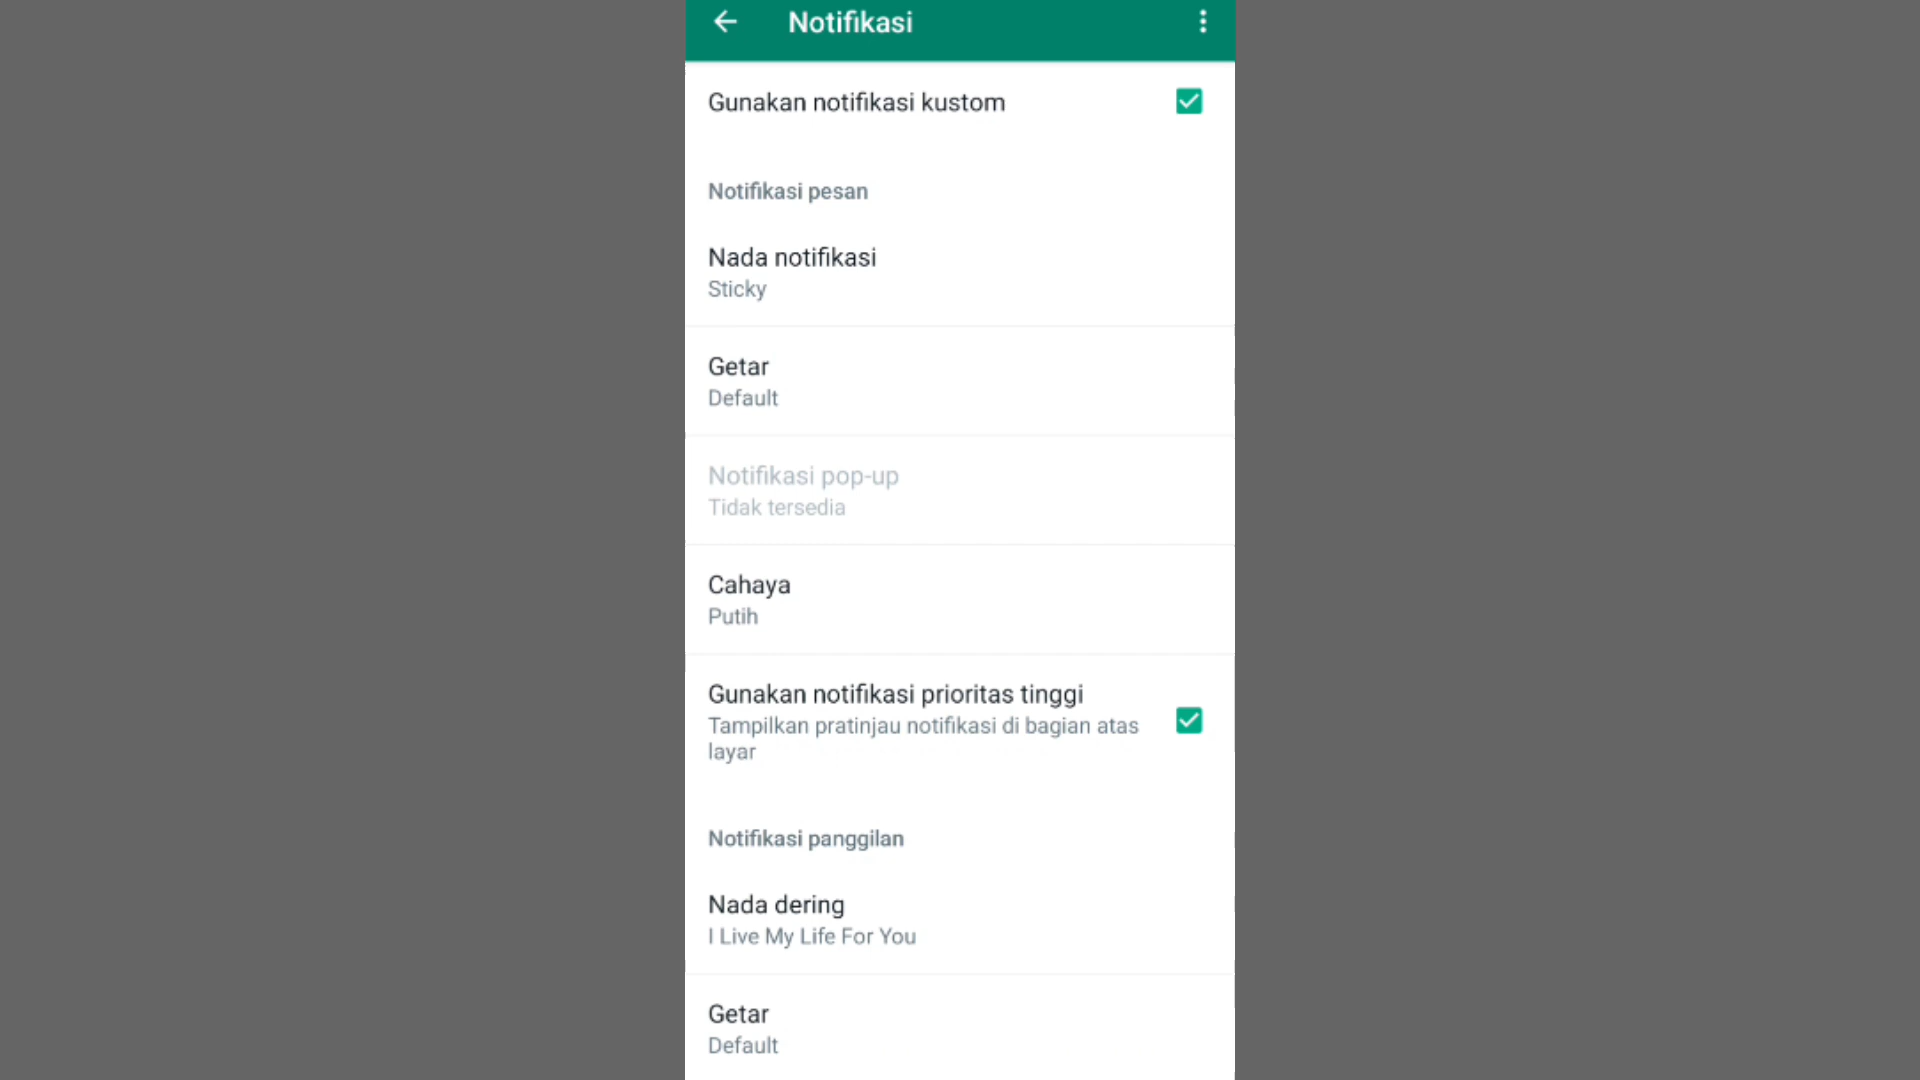 Notifikasi
Gunakan notifikasi kustom
Notifikasi pesan
Nada notifikasi
Sticky
Getar
Default
Notifikasi pop-up
Tidak tersedia
Cahaya
Putih
Gunakan notifikasi prioritas tinggi
Tampilkan pratinjau notifikasi di bagian atas
layar
Notifikasi panggilan
Nada dering
I Live My Life For You
Getar
Default